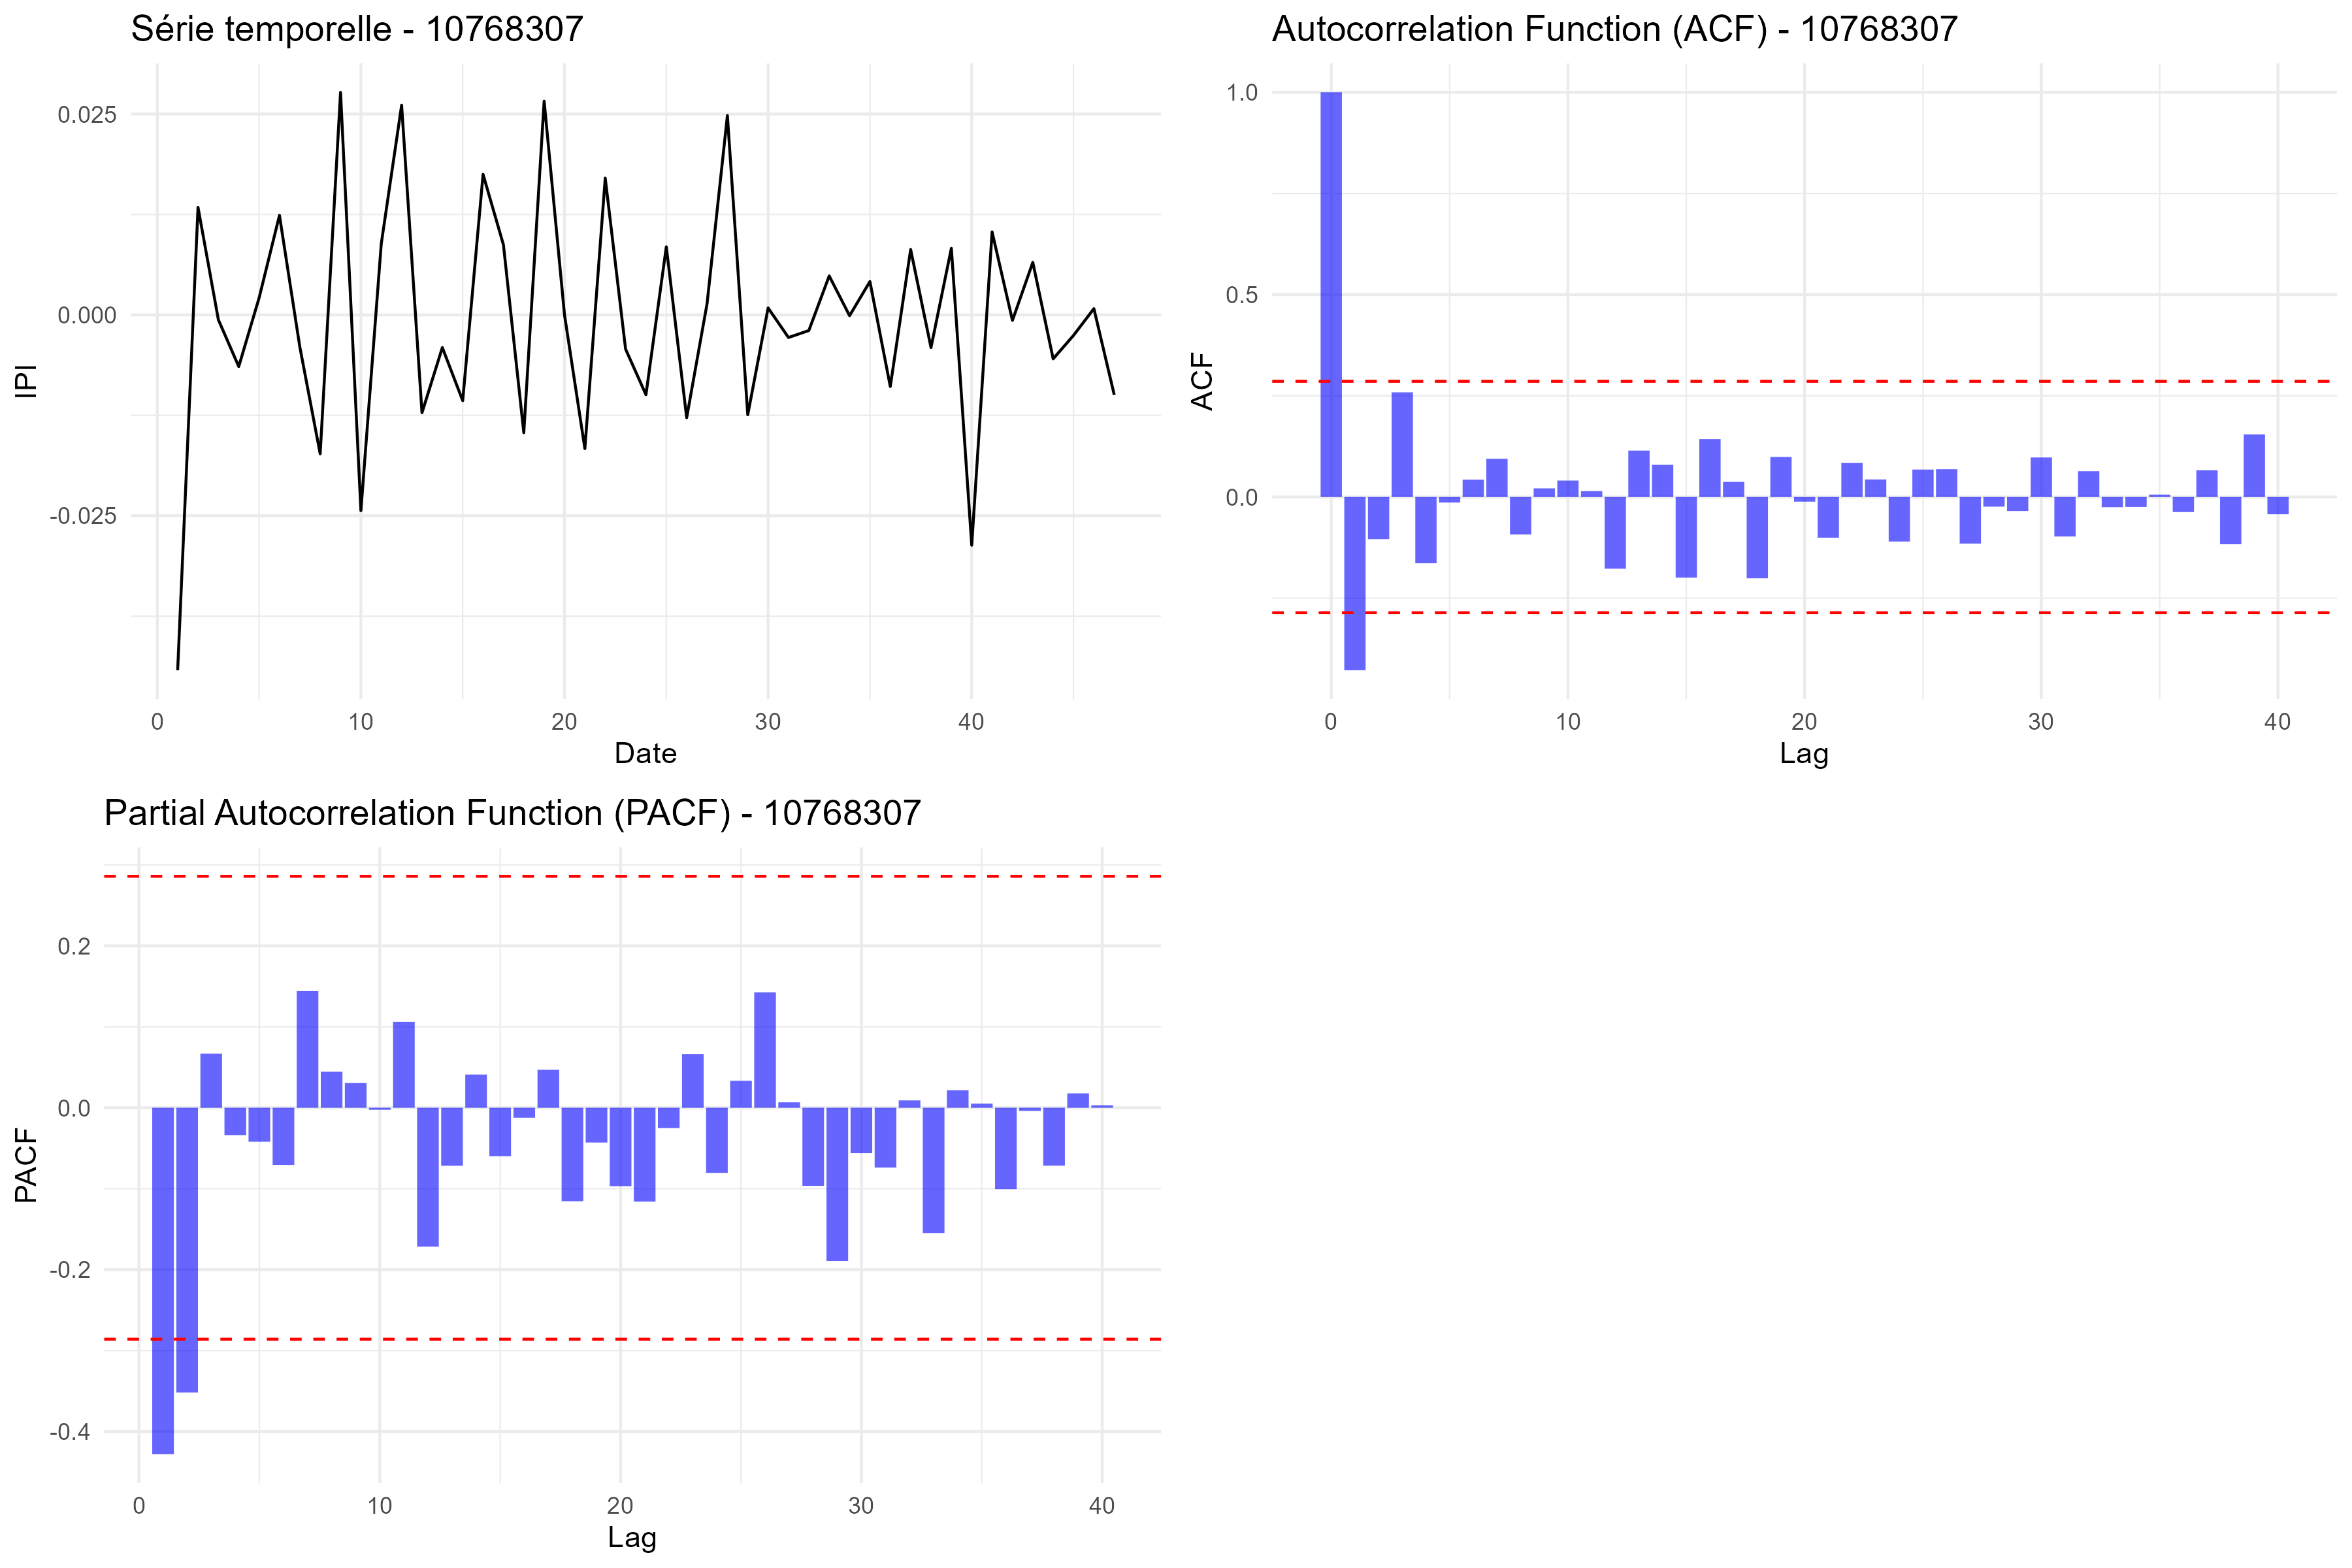 Série temporelle - 10768307
0.025
0.000
-0.025
IPI
0 10 20 30 40
Date
Autocorrelation Function (ACF) - 10768307
1.0
0.5
0.0
ACF
0 10 20 30 40
Lag
Partial Autocorrelation Function (PACF) - 10768307
0.2
0.0
-0.2
-0.4
PACF
0 10 20 30 40
Lag